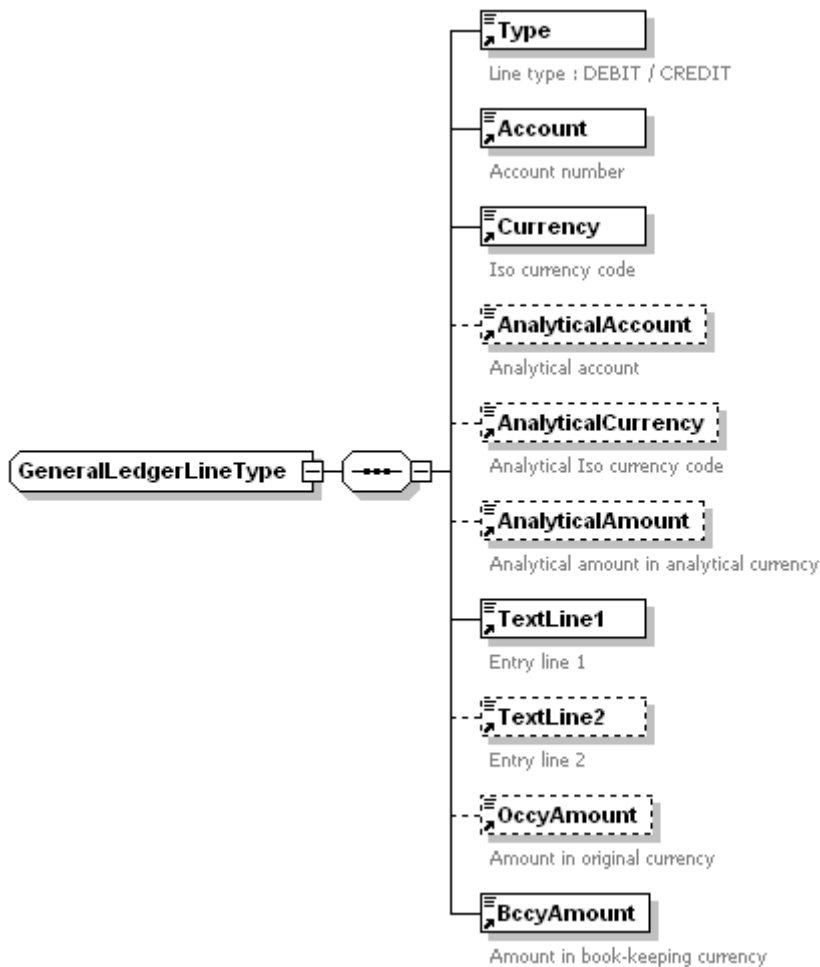 Type
Line type : DEBIT / CREDIT
Account
Account number
Currency
Iso currency code
AnalyticalAccount
Analytical account
AnalyticalCurrency
Analytical Iso currency code
GeneralLedgerLineType
AnalyticalAmount
Analytical amount in analytical currency
TextLine1
Entry line 1
TextLine2
Entry line 2
OccyAmount
Amount in original currency
BccyAmount
Amount in book-keeping currency